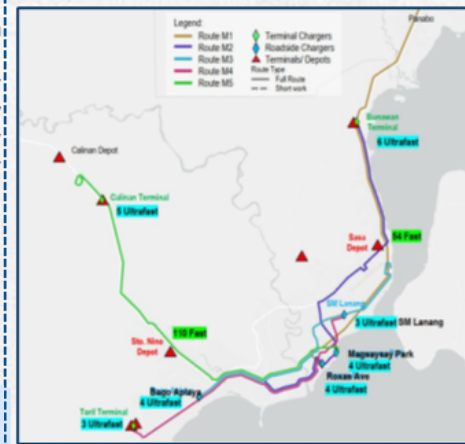 Panabo
Legend:
Route M1
Route M2
Route M3
Route M4
Route M5
Terminal Chargers
Roadside Chargers
Terminals/ Depots
Route Type
Full Route
Short work
Bunawan
Terminal
6 Ultrafast
Calinan Depot
Calinan Terminal
5 Ultrafast
Sasa
Depot
54 Fast
SM Lanang
3 Ultrafast SM Lanang
110 Fast
Sto. Nino
Depot
Magsaysay Park
4 Ultrafast
Roxas Ave
4 Ultrafast
Bago Aplaya
4 Ultrafast
Toril Terminal
3 Ultrafast